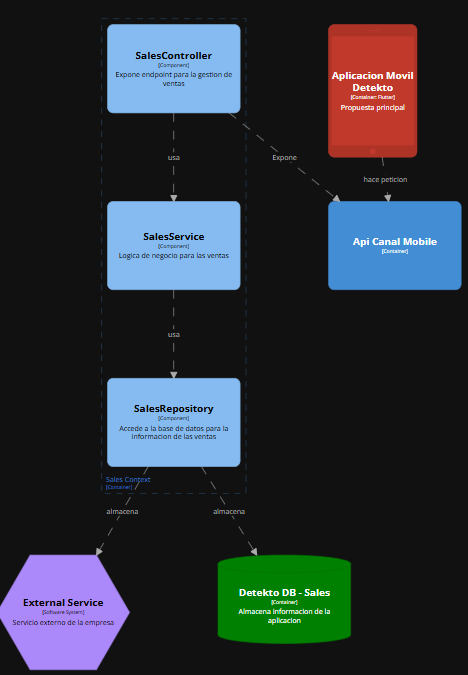 SalesController
[Component]
Expone endpoint para la gestion de
ventas
Aplicacion Movil
Detekto
[Container: Flutter]
Propuesta principal
usa
Expone
hace peticion
SalesService
[Component]
Logica de negocio para las ventas
Api Canal Mobile
[Container]
usa
SalesRepository
[Component]
Accede a la base de datos para la
informacion de las ventas
Sales Context
[Container]
almacena
almacena
External Service
[Software System]
Servicio externo de la empresa
Detekto DB - Sales
[Container]
Almacena informacion de la
aplicacion